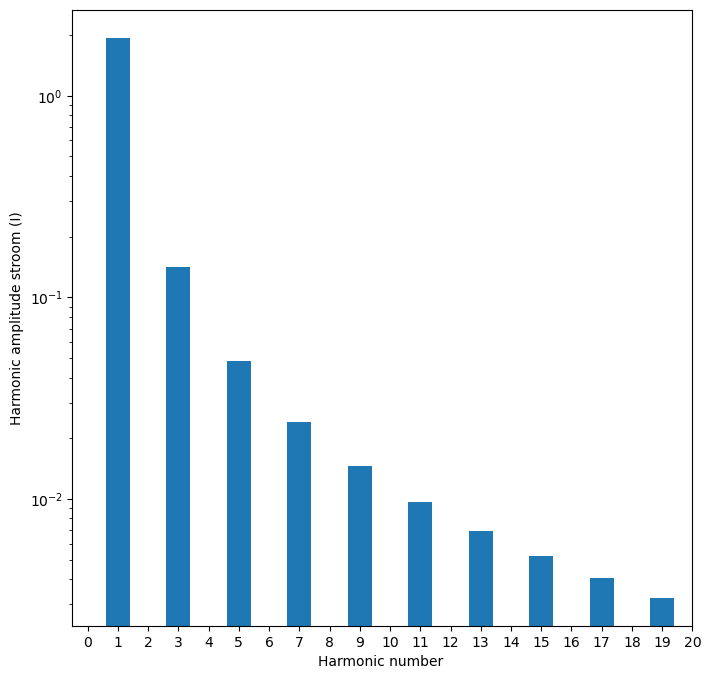 Harmonic amplitude stroom (I)
10⁰
10⁻¹
10⁻²
0 1 2 3 4 5 6 7 8 9 10 11 12 13 14 15 16 17 18 19 20
Harmonic number